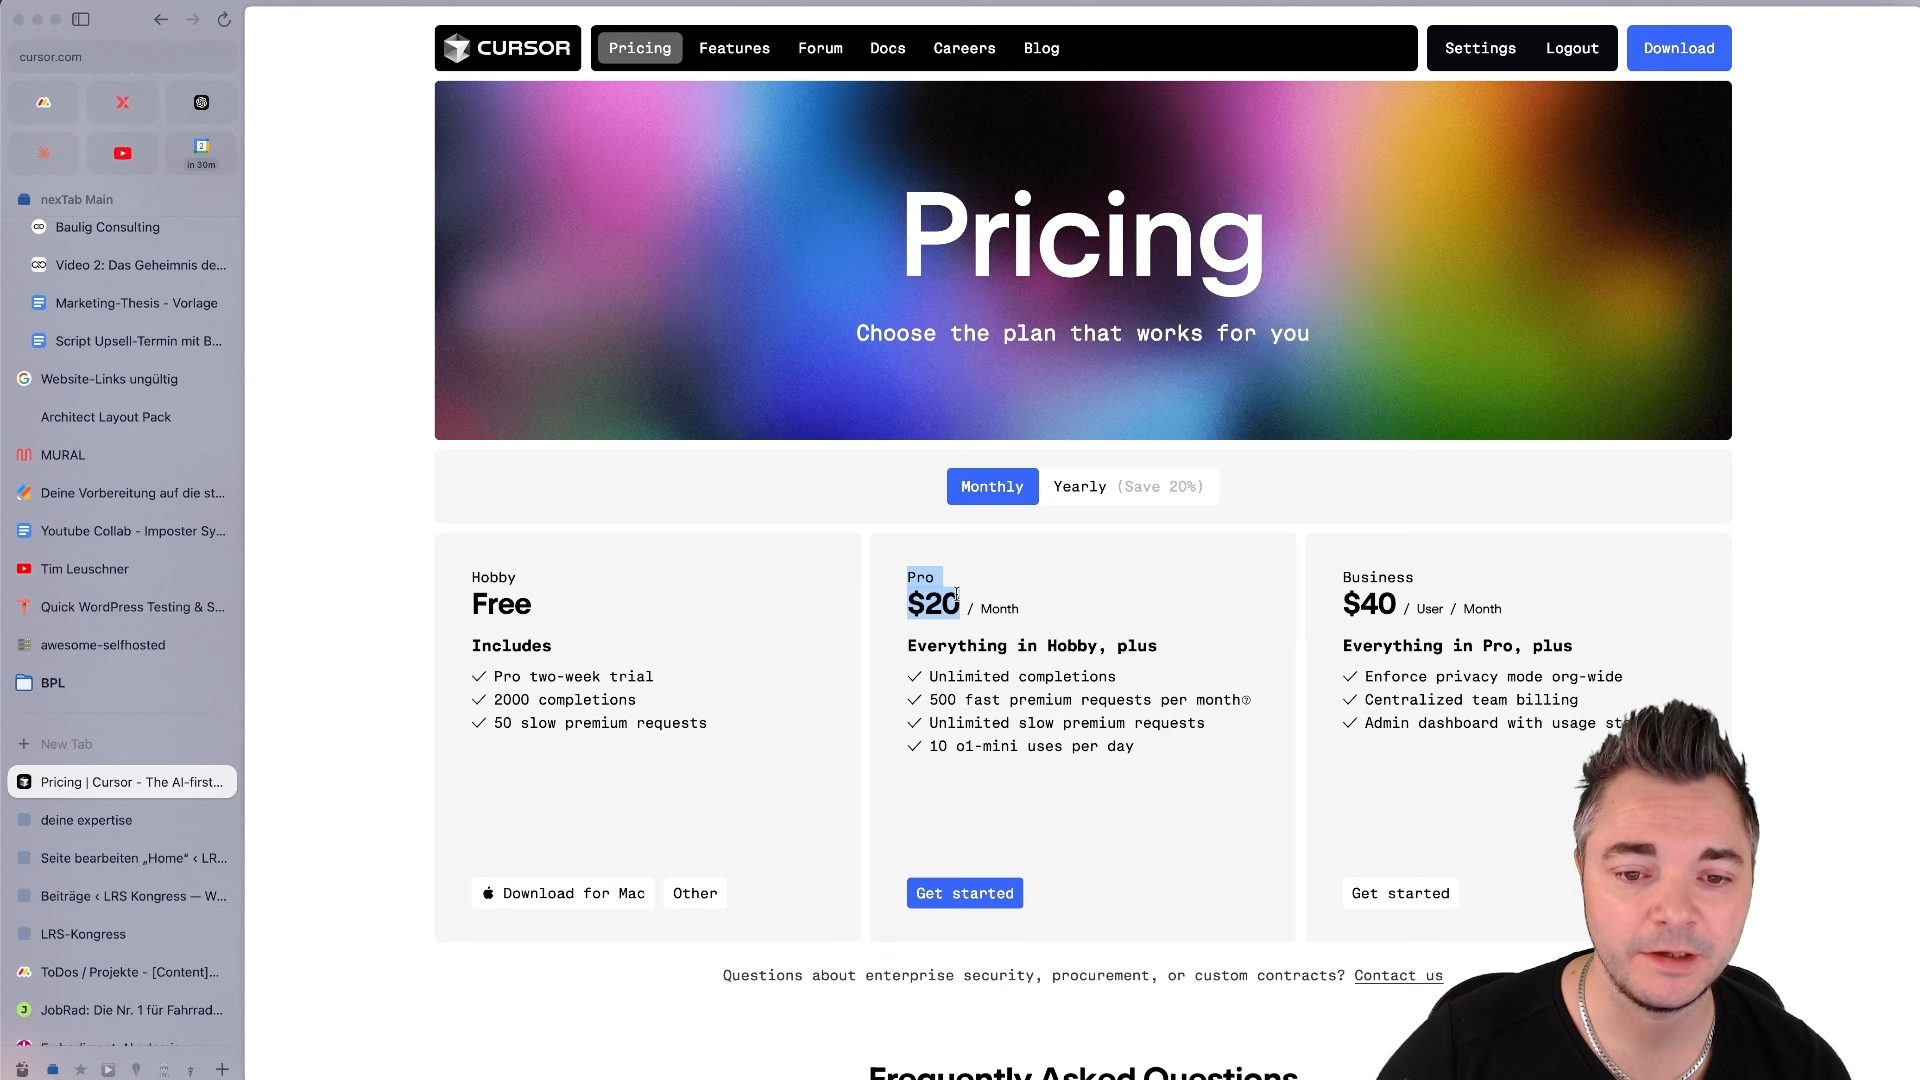 cursor.com
in 30m
nexTab Main
Baulig Consulting
Video 2: Das Geheimnis de...
Marketing-Thesis - Vorlage
Script Upsell-Termin mit B...
Website-Links ungültig
Architect Layout Pack
MURAL
Deine Vorbereitung auf die st...
Youtube Collab - Imposter Sy...
Tim Leuschner
Quick WordPress Testing & S...
awesome-selfhosted
BPL
New Tab
Pricing | Cursor - The AI-first...
deine expertise
Seite bearbeiten „Home“ ‹ LR...
Beiträge ‹ LRS Kongress — W...
LRS-Kongress
ToDos / Projekte - [Content]...
JobRad: Die Nr. 1 für Fahrrad...
CURSOR
Pricing
Features
Forum
Docs
Careers
Blog
Settings
Logout
Download
Pricing
Choose the plan that works for you
Monthly
Yearly (Save 20%)
Hobby
Free
Includes
Pro two-week trial
2000 completions
50 slow premium requests
Download for Mac
Other
Pro
$20 / Month
Everything in Hobby, plus
Unlimited completions
500 fast premium requests per month
Unlimited slow premium requests
10 o1-mini uses per day
Get started
Business
$40 / User / Month
Everything in Pro, plus
Enforce privacy mode org-wide
Centralized team billing
Admin dashboard with usage st
Get started
Questions about enterprise security, procurement, or custom contracts? Contact us
Frequently Asked Questions